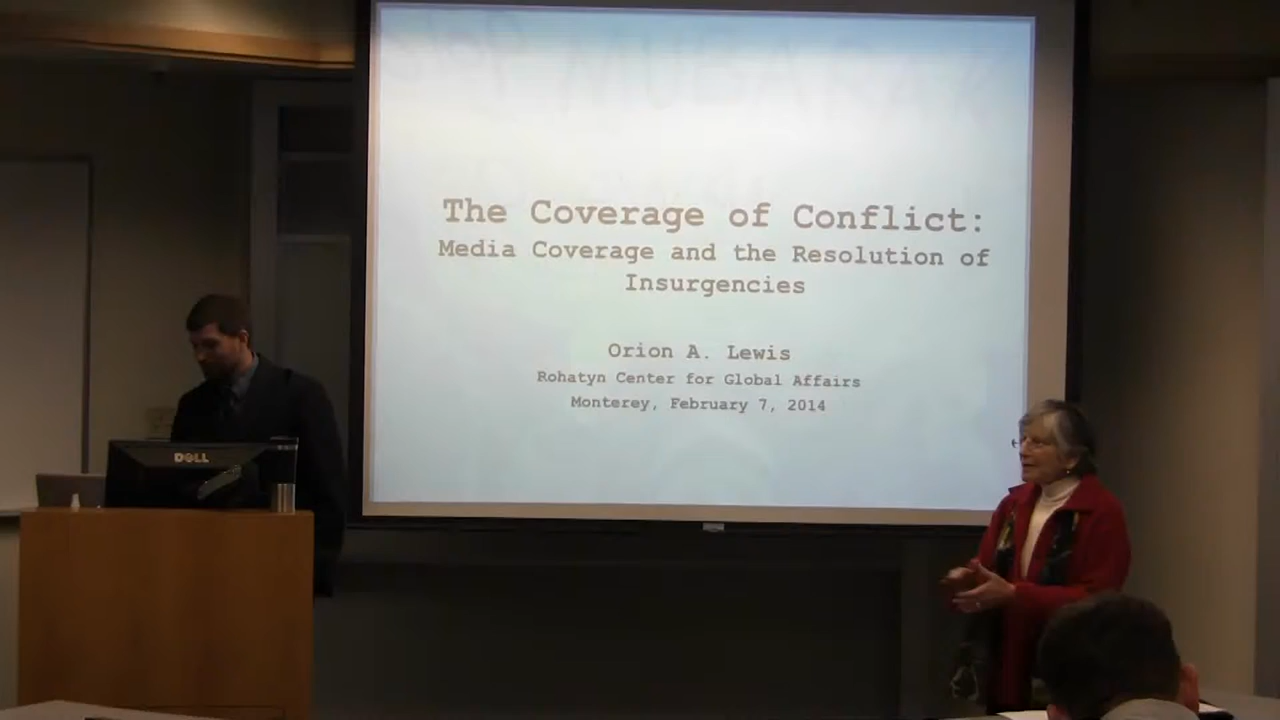 The Coverage of Conflict:
Media Coverage and the Resolution of
Insurgencies
Orion A. Lewis
Rohatyn Center for Global Affairs
Monterey, February 7, 2014
DELL